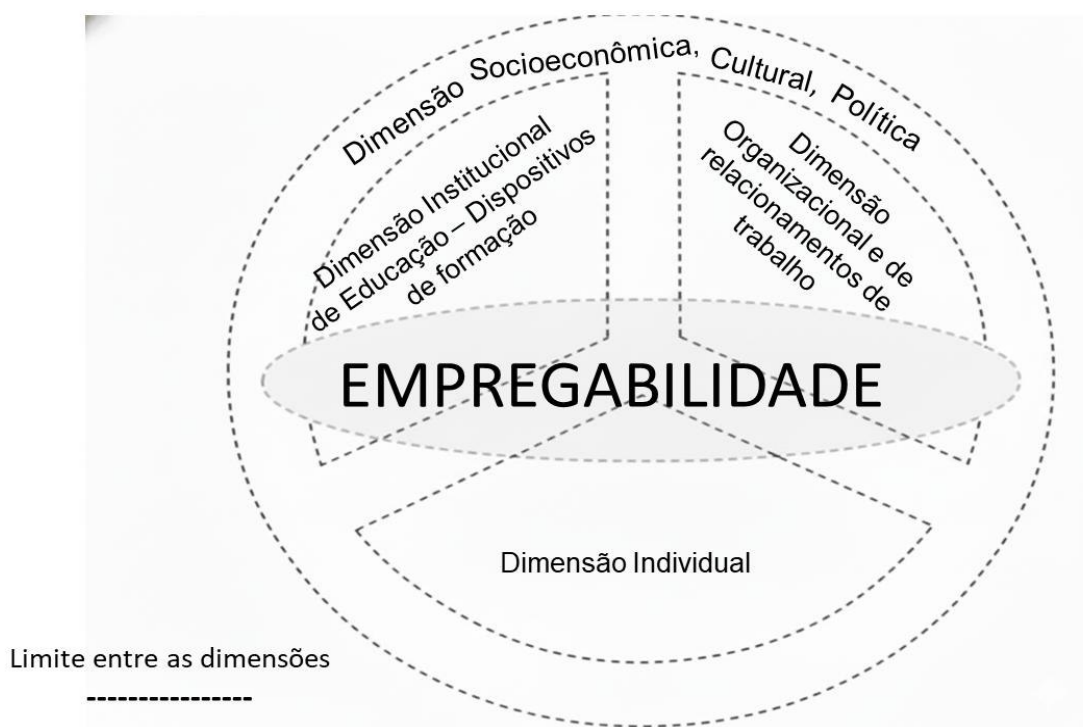 Dimensão Socioeconômica, Cultural, Política
Dimensão Institucional
de Educação – Dispositivos
de formação
Dimensão
Organizacional e de
relacionamentos de
trabalho
EMPREGABILIDADE
Dimensão Individual
Limite entre as dimensões